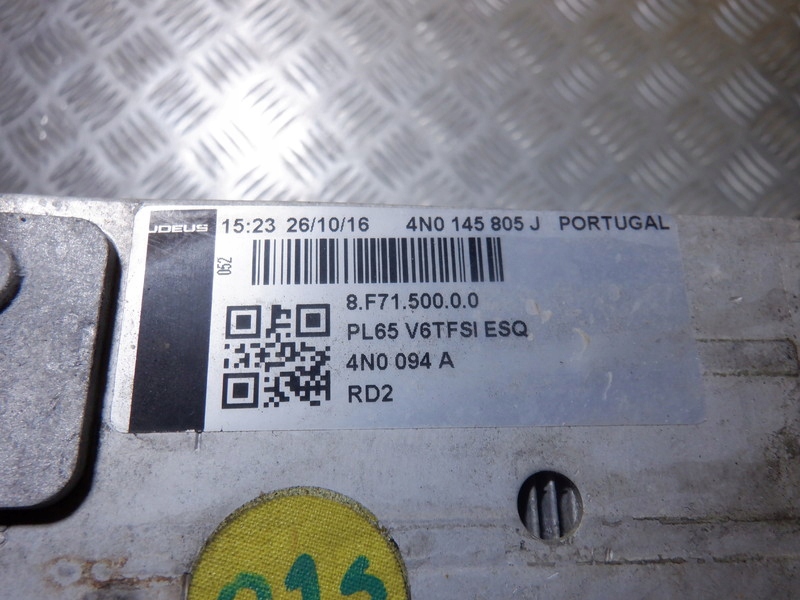 JDEUS 15:23 26/10/16 4N0 145 805 J PORTUGAL
052
8.F71.500.0.0
PL65 V6TFSI ESQ
4N0 094 A
RD2